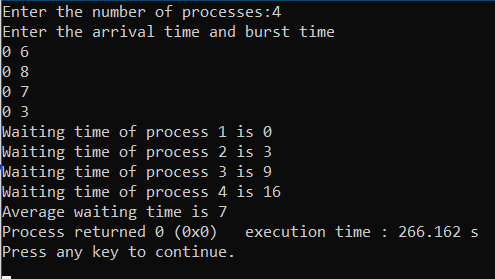 Enter the number of processes:4
Enter the arrival time and burst time
0 6
0 8
0 7
0 3
Waiting time of process 1 is 0
Waiting time of process 2 is 3
Waiting time of process 3 is 9
Waiting time of process 4 is 16
Average waiting time is 7
Process returned 0 (0x0)   execution time : 266.162 s
Press any key to continue.